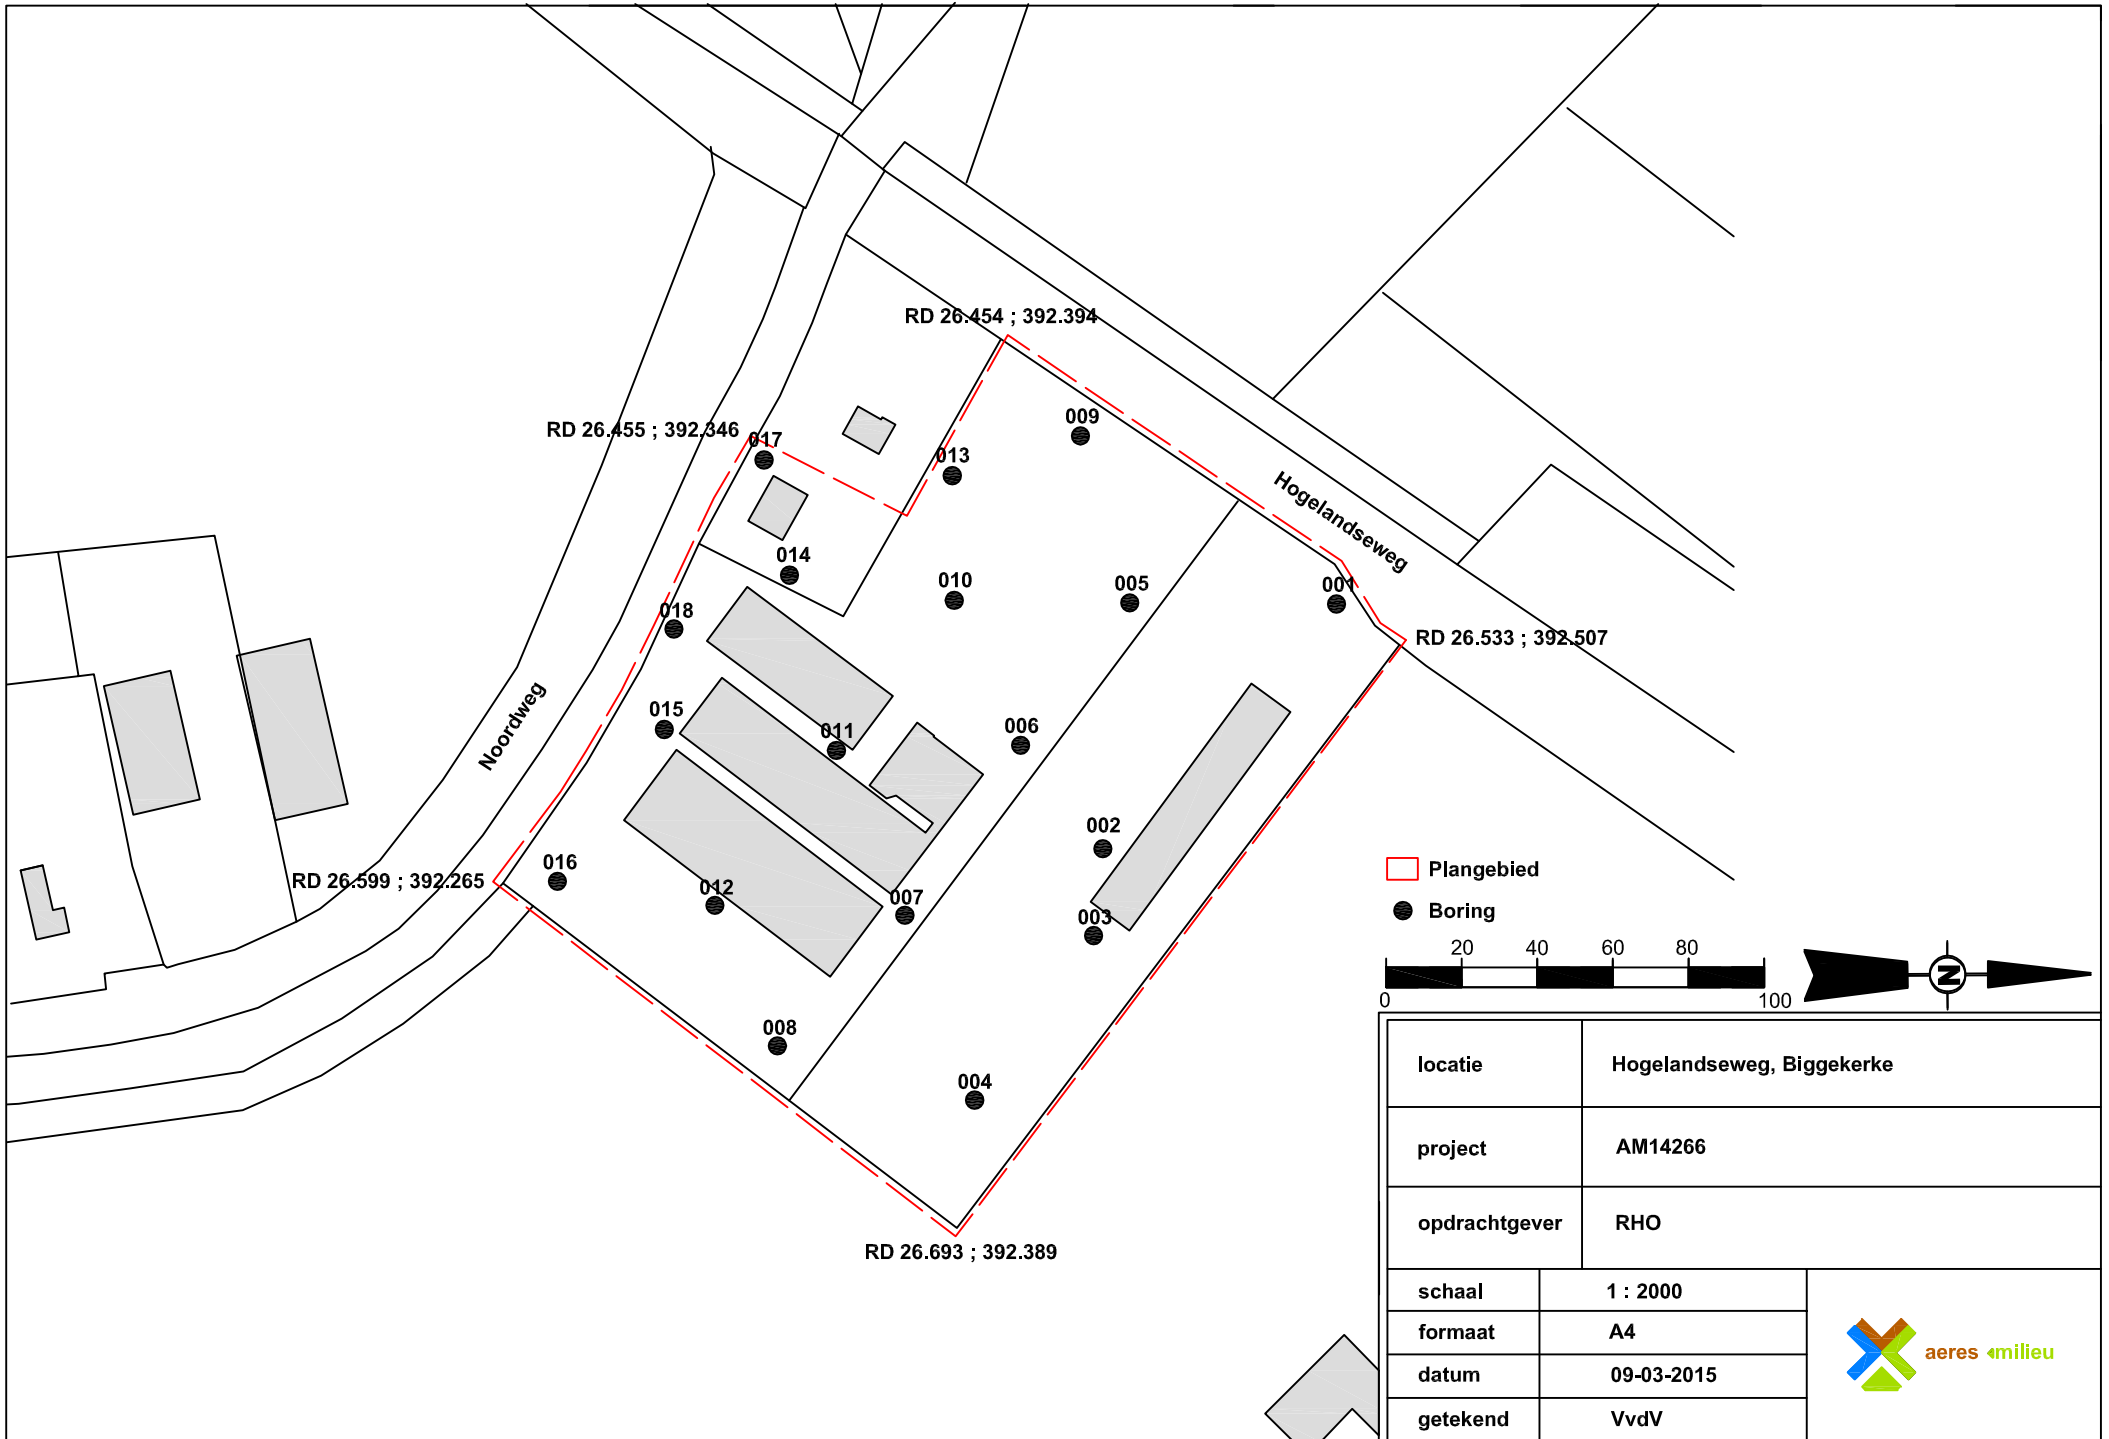 RD 26.454 ; 392.394
009
RD 26.455 ; 392.346
017
013
Hogelandseweg
014
010
005
001
018
RD 26.533 ; 392.507
Noordweg
015
011
006
002
016
RD 26.599 ; 392.265
012
007
003
Plangebied
Boring
20 40 60 80
0 100
N
008
004
RD 26.693 ; 392.389
locatie Hogelandseweg, Biggekerke
project AM14266
opdrachtgever RHO
schaal 1 : 2000
formaat A4
datum 09-03-2015
getekend VvdV
aeres milieu